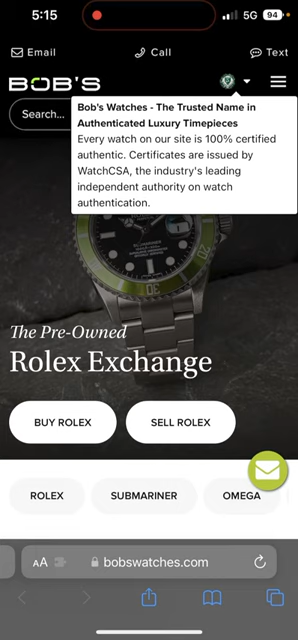 5:15
5G 94
Email
Call
Text
BOB'S
Search...
Bob's Watches - The Trusted Name in
Authenticated Luxury Timepieces
Every watch on our site is 100% certified
authentic. Certificates are issued by
WatchCSA, the industry's leading
independent authority on watch
authentication.
The Pre-Owned
Rolex Exchange
BUY ROLEX
SELL ROLEX
ROLEX
SUBMARINER
OMEGA
AA
bobswatches.com